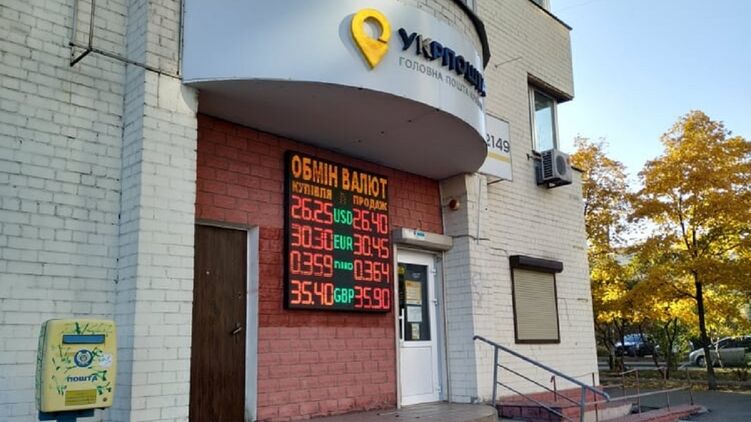 УКРПОШТА
ГОЛОВНА ПОШТА
2149
ОБМІН ВАЛЮТ
КУПІВЛЯ ПРОДАЖ
26.25 USD 26.40
30.30 EUR 30.45
0.359 0.364
35.40 GBP 35.90
ПОШТА